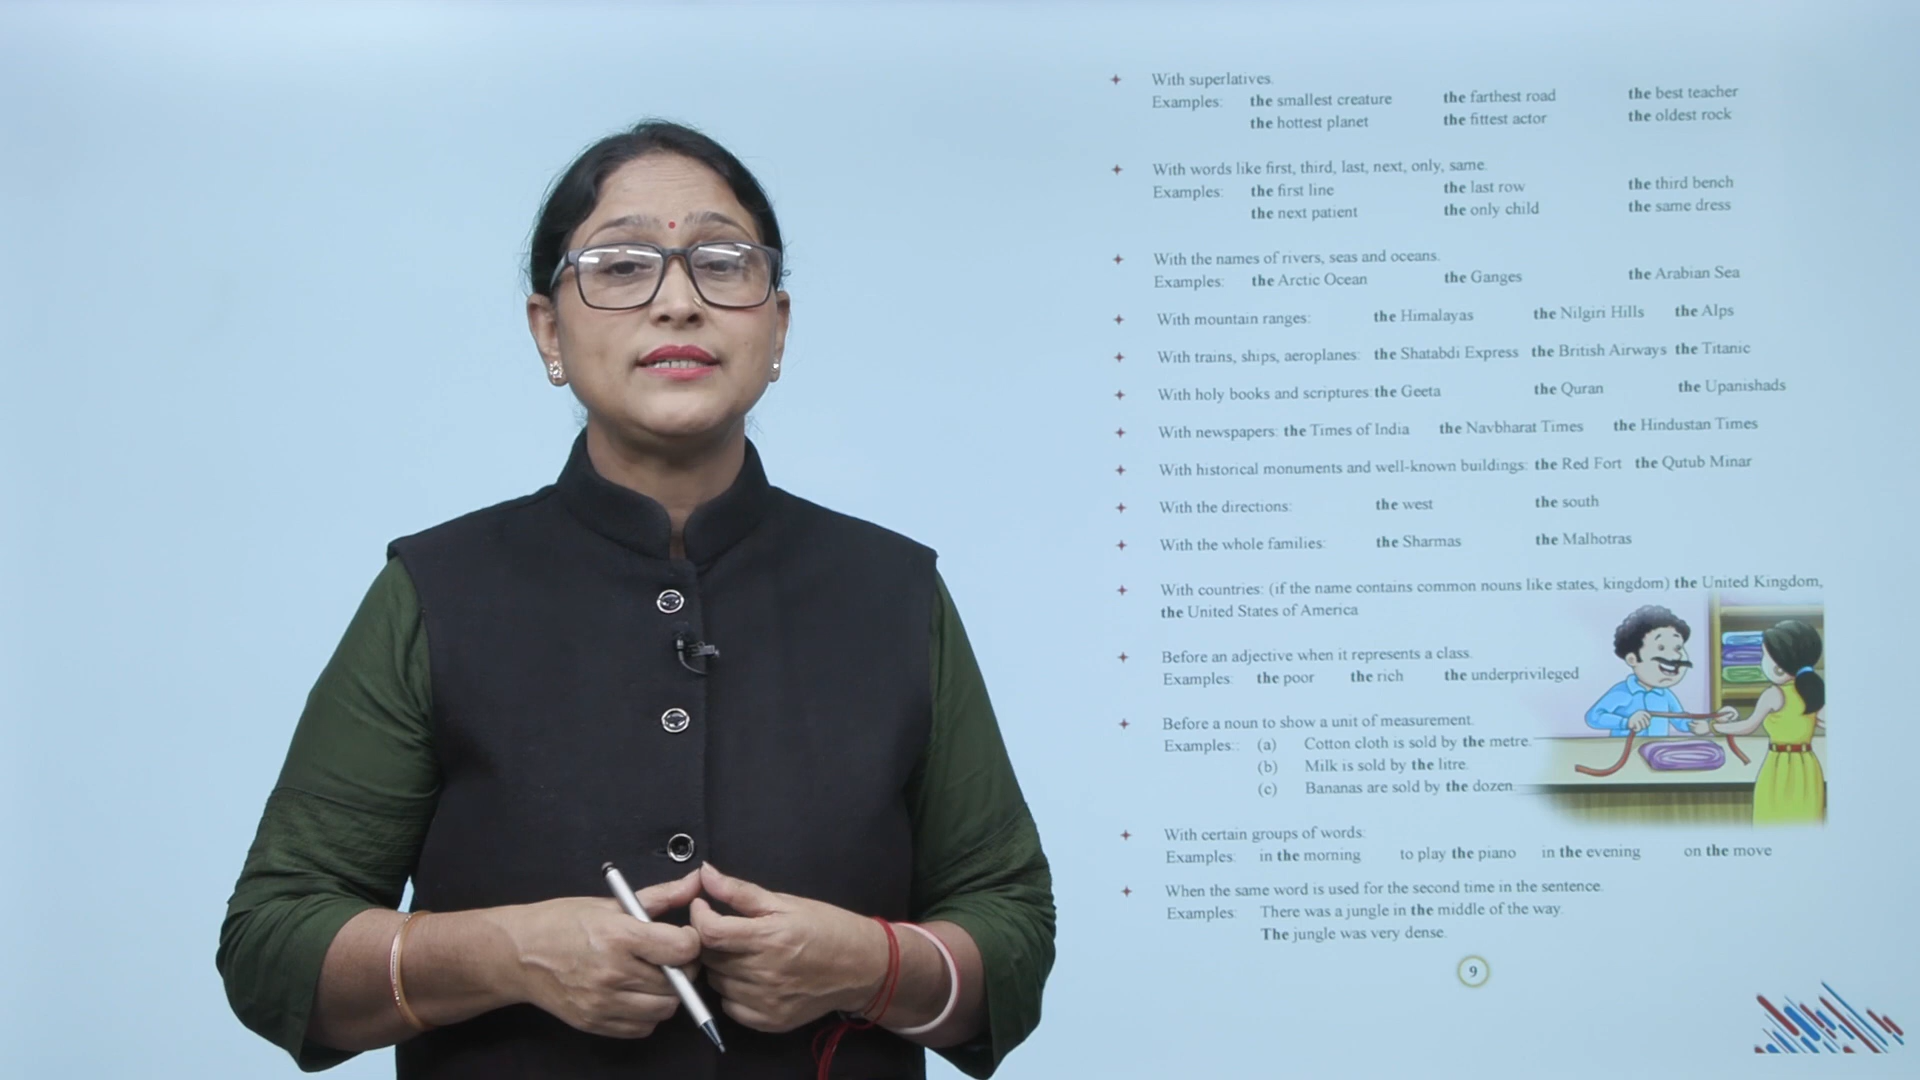 With superlatives.
Examples: the smallest creature the farthest road the best teacher
the hottest planet the fittest actor the oldest rock
With words like first, third, last, next, only, same.
Examples: the first line the last row the third bench
the next patient the only child the same dress
With the names of rivers, seas and oceans.
Examples: the Arctic Ocean the Ganges the Arabian Sea
With mountain ranges: the Himalayas the Nilgiri Hills the Alps
With trains, ships, aeroplanes: the Shatabdi Express the British Airways the Titanic
With holy books and scriptures: the Geeta the Quran the Upanishads
With newspapers: the Times of India the Navbharat Times the Hindustan Times
With historical monuments and well-known buildings: the Red Fort the Qutub Minar
With the directions: the west the south
With the whole families: the Sharmas the Malhotras
With countries: (if the name contains common nouns like states, kingdom) the United Kingdom,
the United States of America
Before an adjective when it represents a class.
Examples: the poor the rich the underprivileged
Before a noun to show a unit of measurement.
Examples: (a) Cotton cloth is sold by the metre.
(b) Milk is sold by the litre.
(c) Bananas are sold by the dozen.
With certain groups of words:
Examples: in the morning to play the piano in the evening on the move
When the same word is used for the second time in the sentence.
Examples: There was a jungle in the middle of the way.
The jungle was very dense.
9